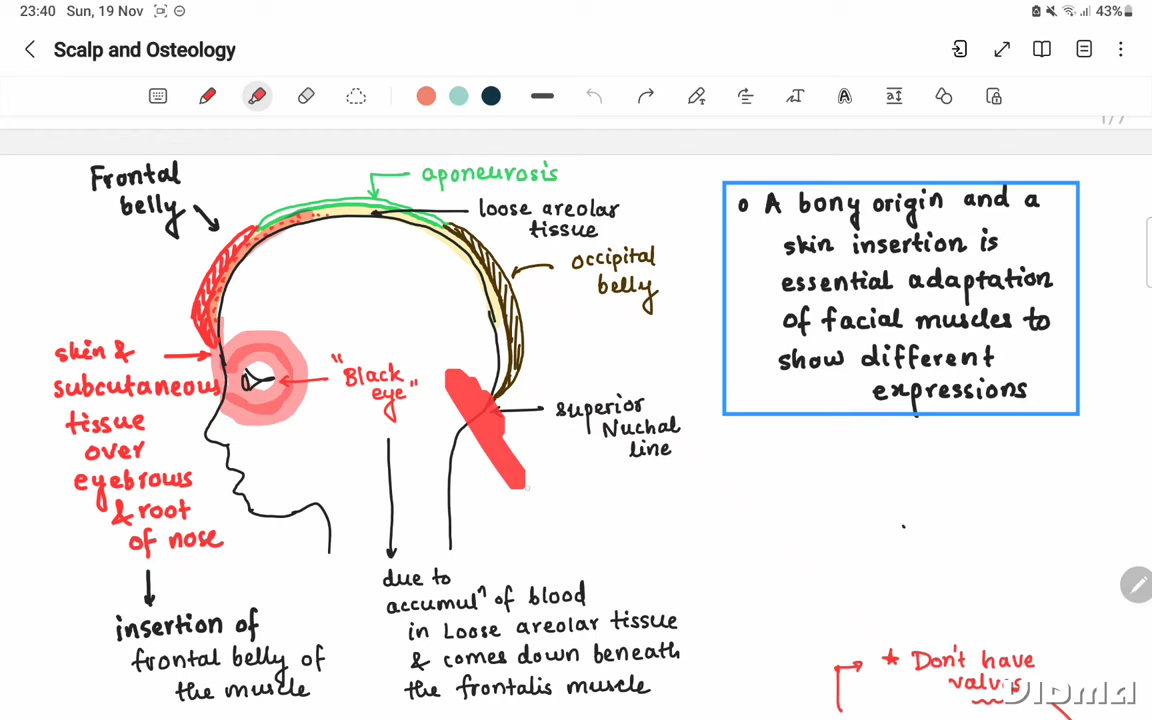 23:40 Sun, 19 Nov
43%
Scalp and Osteology
1/7
Frontal
belly
aponeurosis
loose areolar
tissue
occipital
belly
skin &
subcutaneous
tissue
over
eyebrows
& root
of nose
"Black
eye"
superior
Nuchal
line
insertion of
frontal belly of
the muscle
due to
accumulⁿ of blood
in Loose areolar tissue
& comes down beneath
the frontalis muscle
o A bony origin and a
skin insertion is
essential adaptation
of facial muscles to
show different
expressions
* Don't have
valves